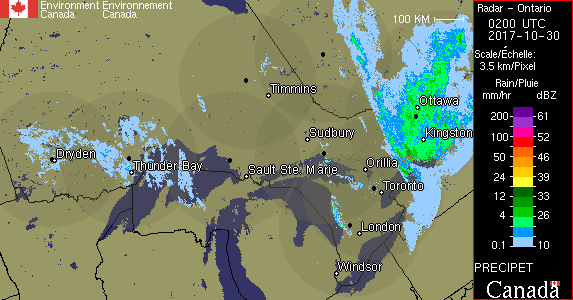 Environment Environnement
Canada Canada
100 KM
Timmins
Ottawa
Sudbury
Kingston
Dryden
Thunder Bay
Sault Ste. Marie
Orillia
Toronto
London
Windsor
Radar - Ontario
0200 UTC
2017-10-30
Scale/Échelle:
3.5 km/Pixel
Rain/Pluie
mm/hr dBZ
200 61
100 52
50 46
24 39
12 33
4 26
0.1 10
PRECIPET
Canada